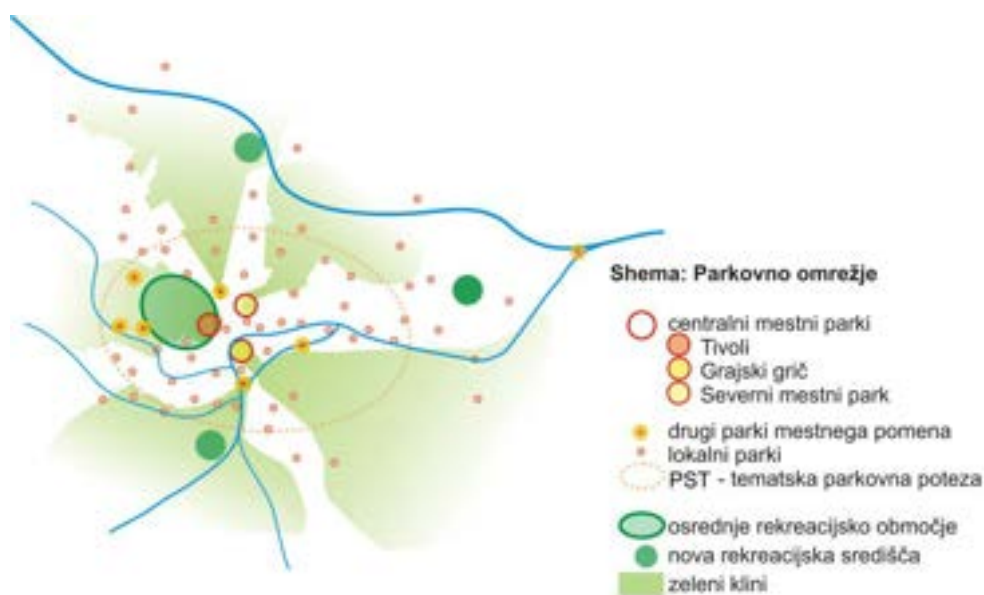 Shema: Parkovno omrežje
centralni mestni parki
Tivoli
Grajski grič
Severni mestni park
drugi parki mestnega pomena
lokalni parki
PST - tematska parkovna poteza
osrednje rekreacijsko območje
nova rekreacijska središča
zeleni klini